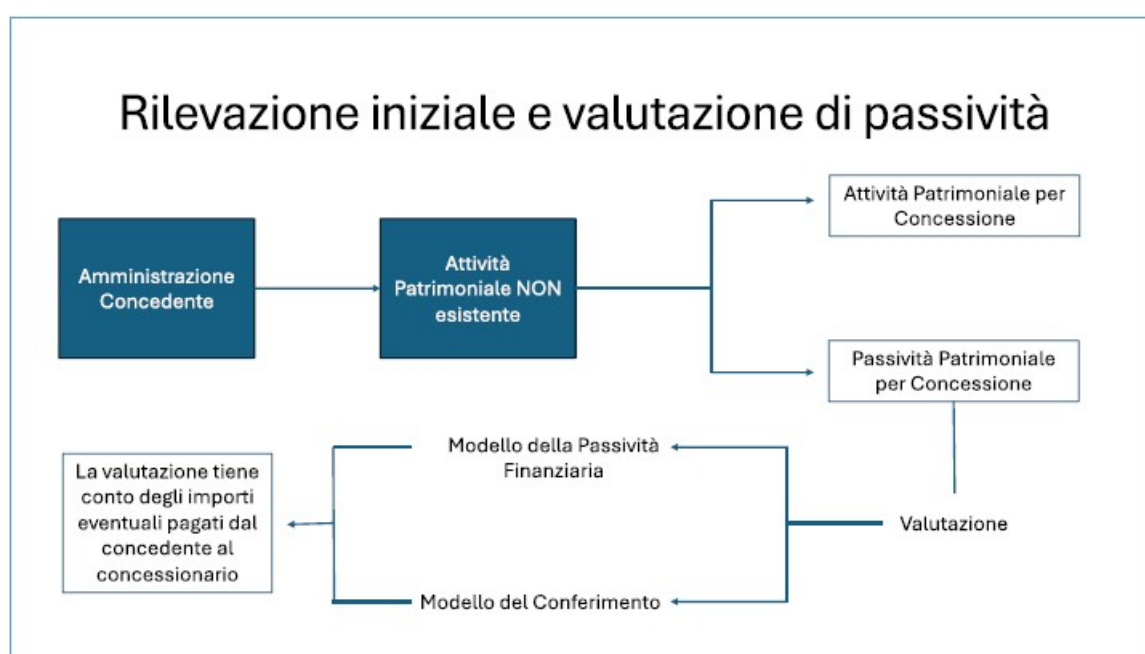 Rilevazione iniziale e valutazione di passività
Attività Patrimoniale per
Concessione
Amministrazione
Concedente
Attività
Patrimoniale NON
esistente
Passività Patrimoniale
per Concessione
Modello della Passività
Finanziaria
La valutazione tiene
conto degli importi
eventuali pagati dal
concedente al
concessionario
Valutazione
Modello del Conferimento